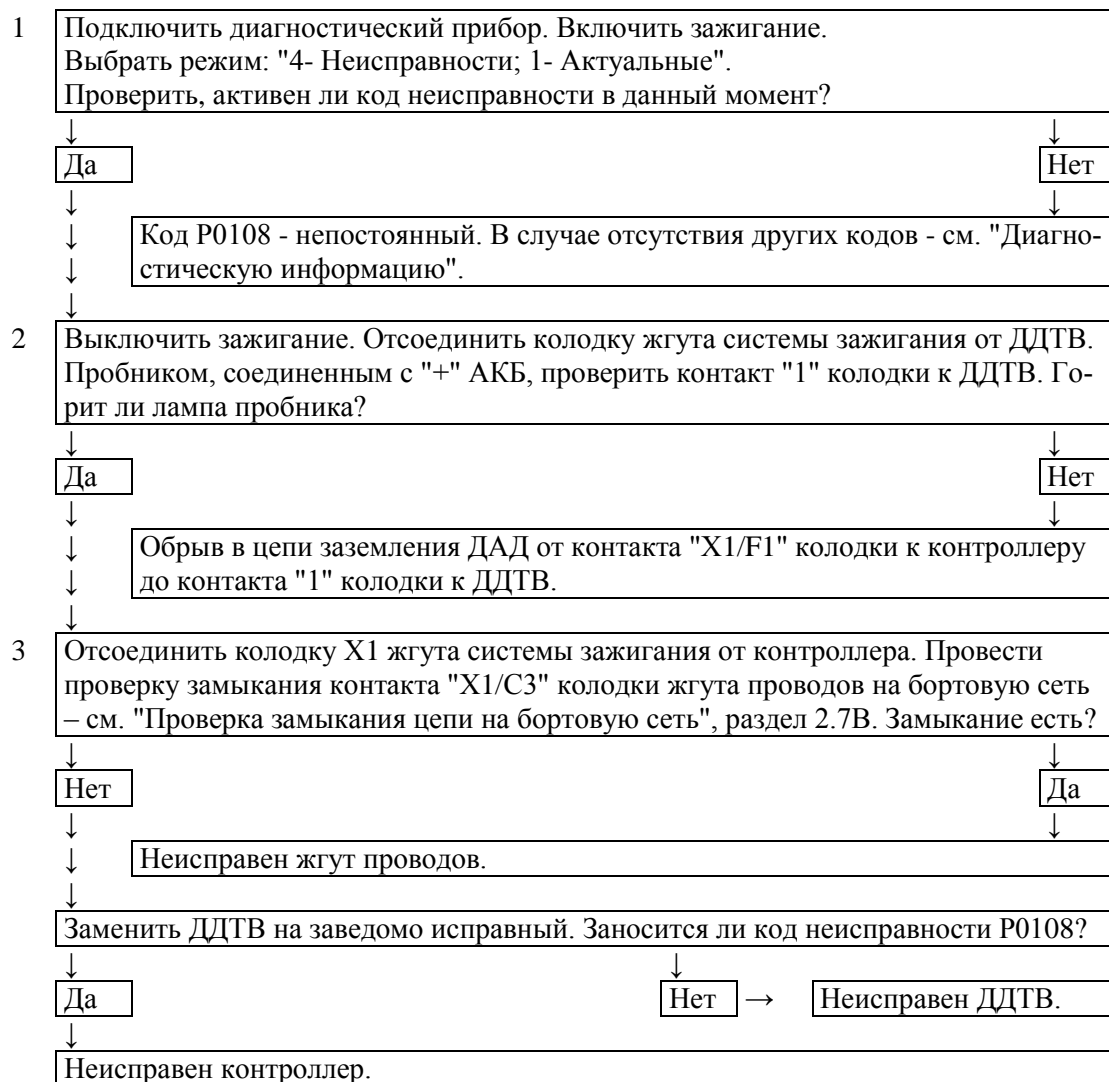 1 Подключить диагностический прибор. Включить зажигание.
Выбрать режим: "4- Неисправности; 1- Актуальные".
Проверить, активен ли код неисправности в данный момент?
↓ ↓
Да Нет
↓ ↓
↓ Код Р0108 - непостоянный. В случае отсутствия других кодов - см. "Диагно-
↓ стическую информацию".
↓
2 Выключить зажигание. Отсоединить колодку жгута системы зажигания от ДДТВ.
Пробником, соединенным с "+" АКБ, проверить контакт "1" колодки к ДДТВ. Го-
рит ли лампа пробника?
↓ ↓
Да Нет
↓ ↓
↓ Обрыв в цепи заземления ДАД от контакта "X1/F1" колодки к контроллеру
↓ до контакта "1" колодки к ДДТВ.
↓
3 Отсоединить колодку Х1 жгута системы зажигания от контроллера. Провести
проверку замыкания контакта "X1/C3" колодки жгута проводов на бортовую сеть
– см. "Проверка замыкания цепи на бортовую сеть", раздел 2.7В. Замыкание есть?
↓ ↓
Нет Да
↓ ↓
↓ Неисправен жгут проводов.
↓
Заменить ДДТВ на заведомо исправный. Заносится ли код неисправности Р0108?
↓ ↓
Да Нет → Неисправен ДДТВ.
↓
Неисправен контроллер.